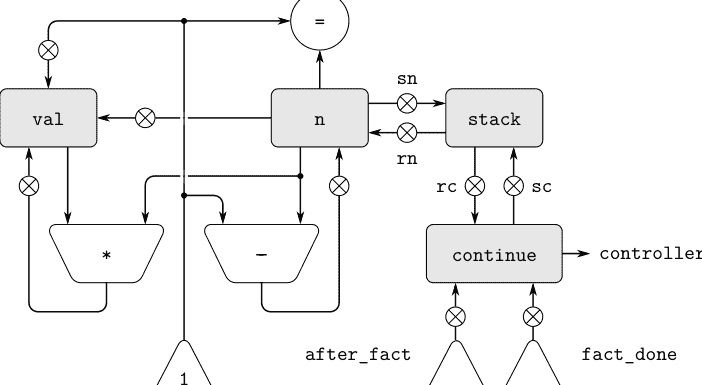 =
sn
val
n
stack
rn
rc
sc
*
-
continue
controller
after_fact
fact_done
1